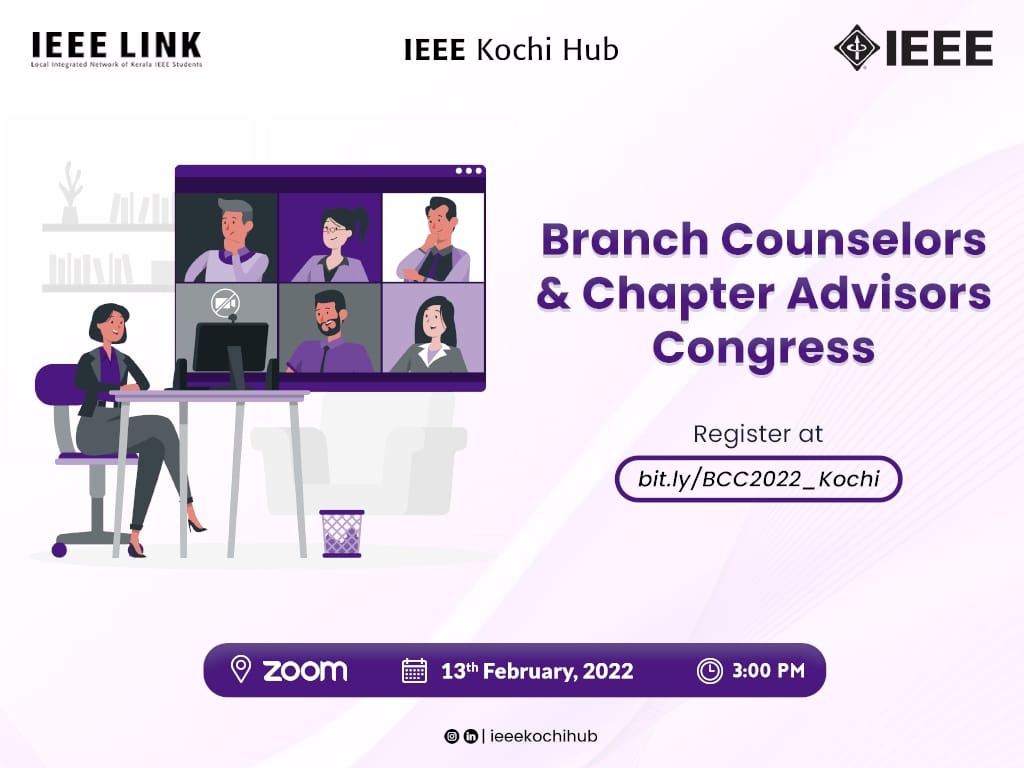 IEEE LINK
Local Integrated Network of Kerala IEEE Students
IEEE Kochi Hub
IEEE
Branch Counselors
& Chapter Advisors
Congress
Register at
bit.ly/BCC2022_Kochi
zoom
13th February, 2022
3:00 PM
| ieeekochihub